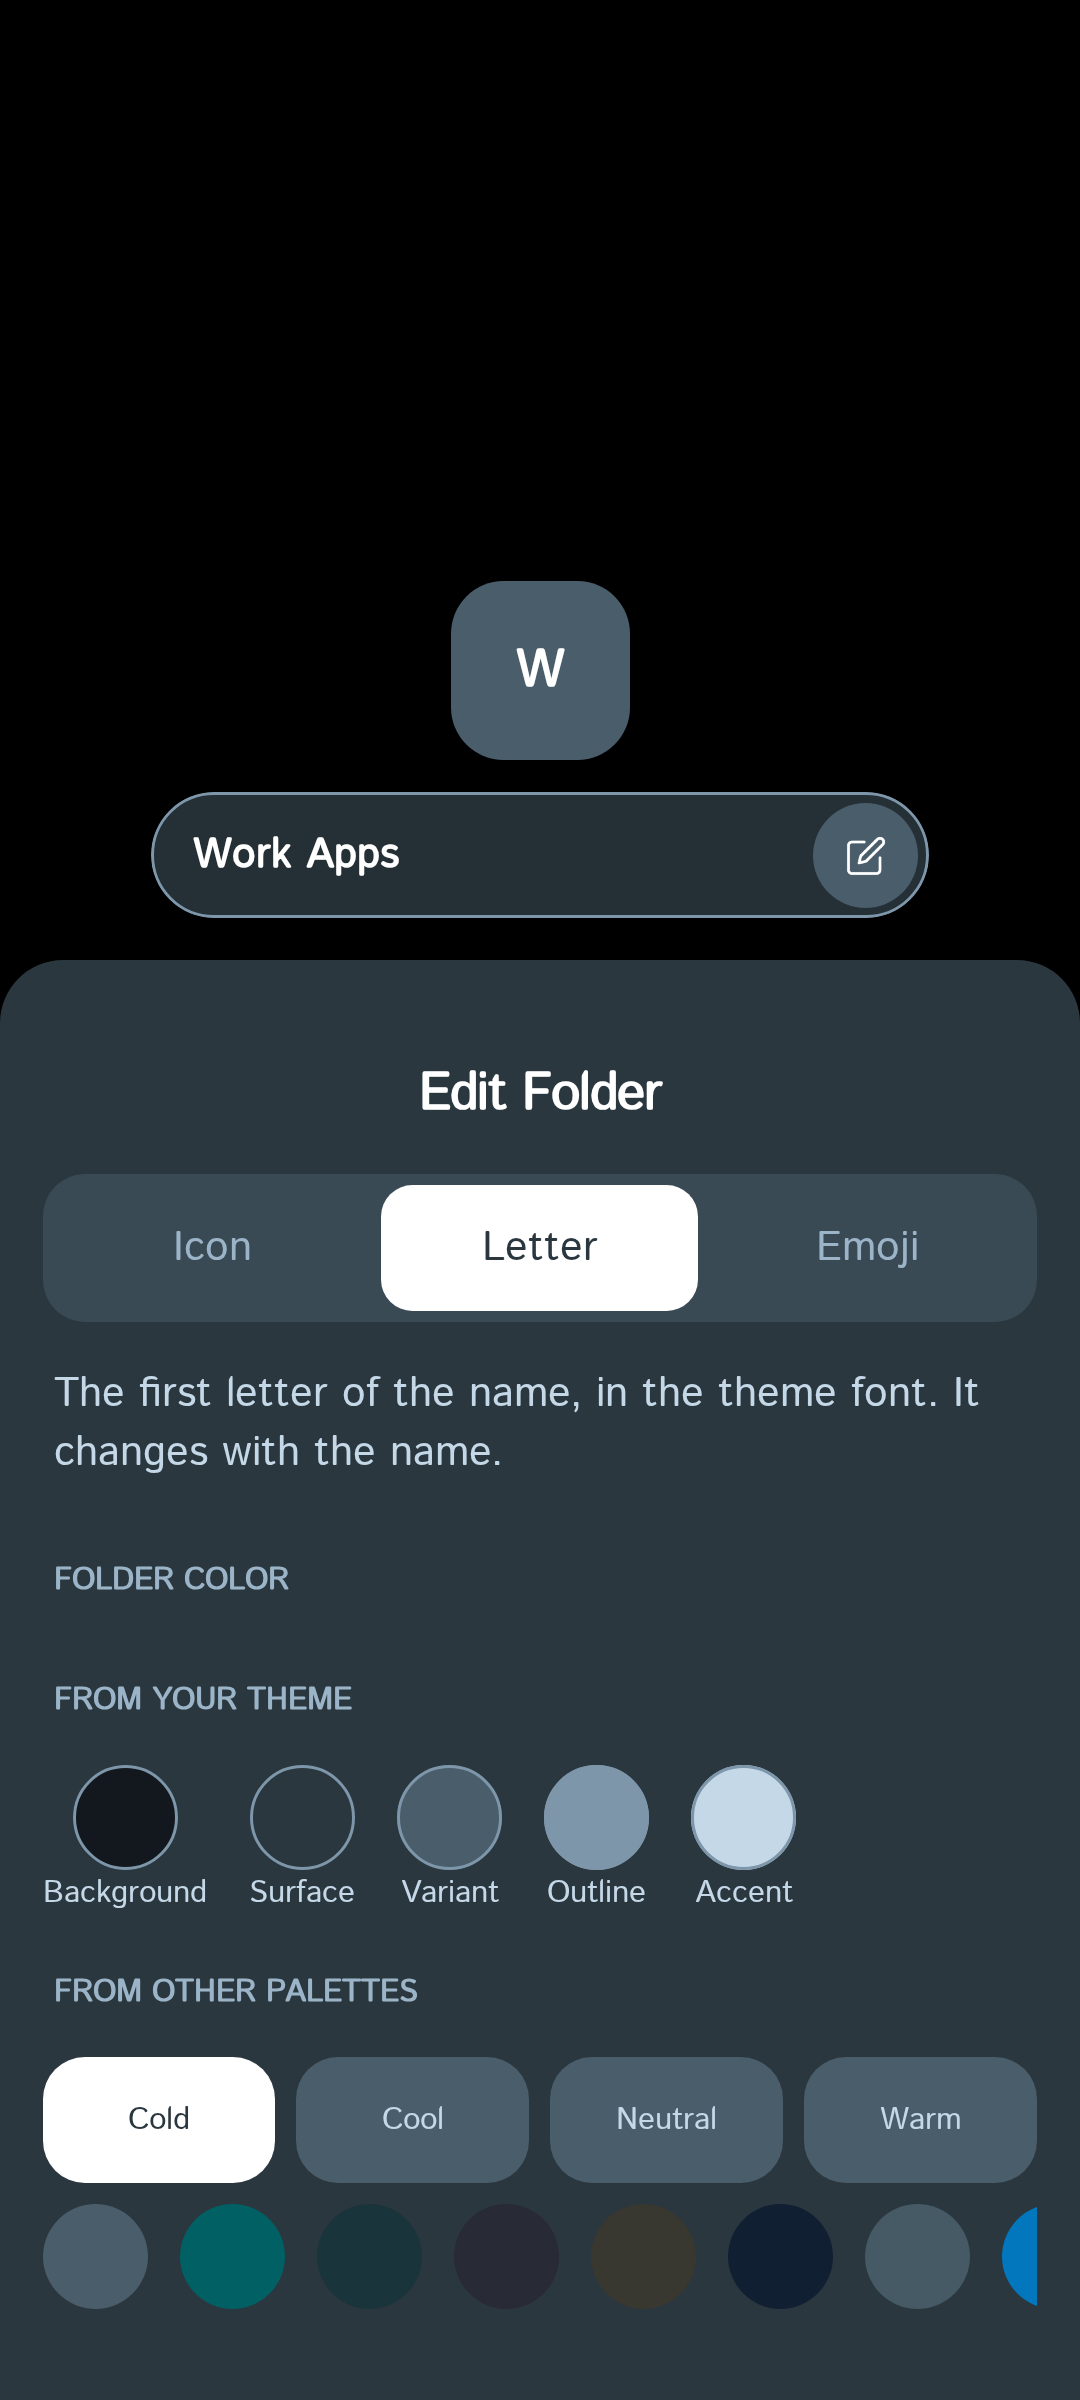 W
Work Apps
Edit Folder
Icon Letter Emoji
The first letter of the name, in the theme font. It
changes with the name.
FOLDER COLOR
FROM YOUR THEME
Background Surface Variant Outline Accent
FROM OTHER PALETTES
Cold Cool Neutral Warm